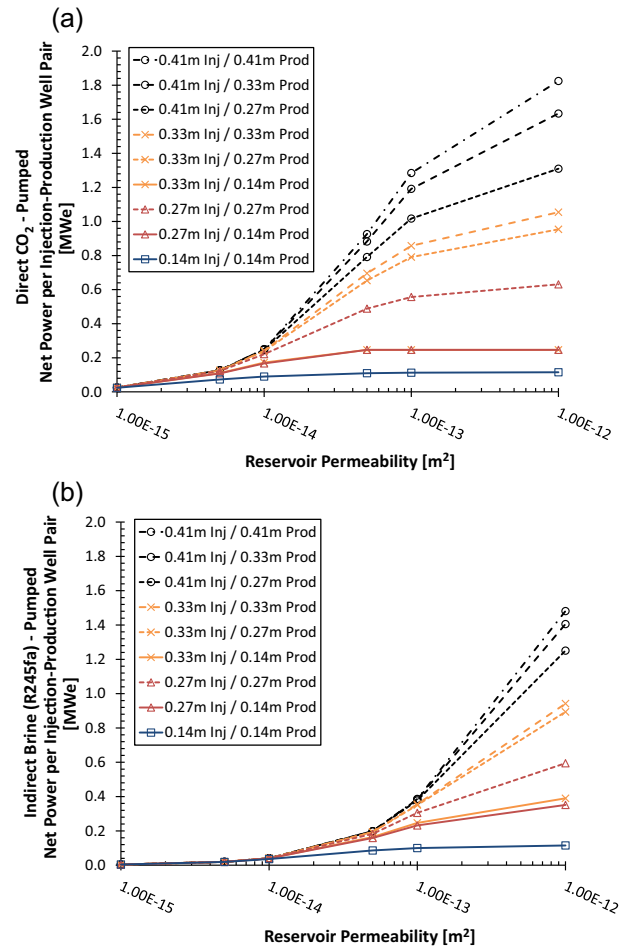 (a)
2.0
1.8
1.6
1.4
1.2
1.0
0.8
0.6
0.4
0.2
0.0
Direct CO₂ - Pumped
Net Power per Injection-Production Well Pair
[MWe]
0.41m Inj / 0.41m Prod
0.41m Inj / 0.33m Prod
0.41m Inj / 0.27m Prod
0.33m Inj / 0.33m Prod
0.33m Inj / 0.27m Prod
0.33m Inj / 0.14m Prod
0.27m Inj / 0.27m Prod
0.27m Inj / 0.14m Prod
0.14m Inj / 0.14m Prod
1.00E-15
1.00E-14
1.00E-13
1.00E-12
Reservoir Permeability [m²]
(b)
2.0
1.8
1.6
1.4
1.2
1.0
0.8
0.6
0.4
0.2
0.0
Indirect Brine (R245fa) - Pumped
Net Power per Injection-Production Well Pair
[MWe]
0.41m Inj / 0.41m Prod
0.41m Inj / 0.33m Prod
0.41m Inj / 0.27m Prod
0.33m Inj / 0.33m Prod
0.33m Inj / 0.27m Prod
0.33m Inj / 0.14m Prod
0.27m Inj / 0.27m Prod
0.27m Inj / 0.14m Prod
0.14m Inj / 0.14m Prod
1.00E-15
1.00E-14
1.00E-13
1.00E-12
Reservoir Permeability [m²]